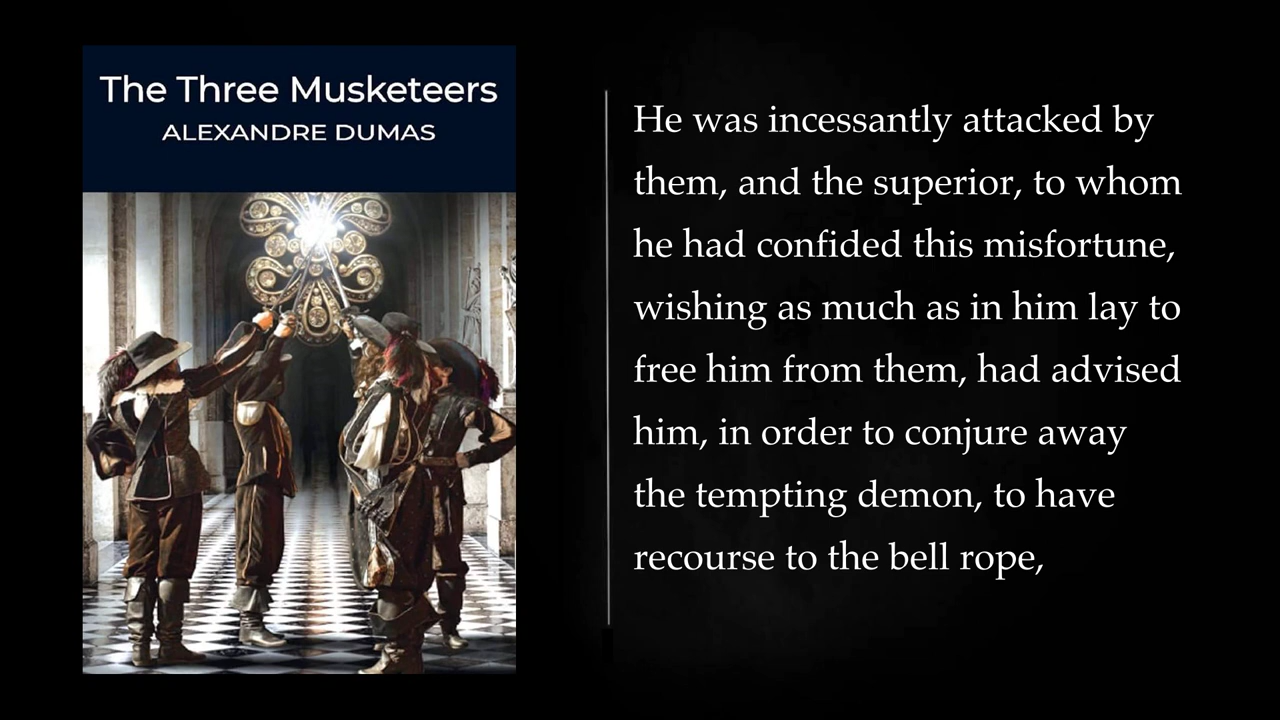 The Three Musketeers
ALEXANDRE DUMAS
He was incessantly attacked by
them, and the superior, to whom
he had confided this misfortune,
wishing as much as in him lay to
free him from them, had advised
him, in order to conjure away
the tempting demon, to have
recourse to the bell rope,